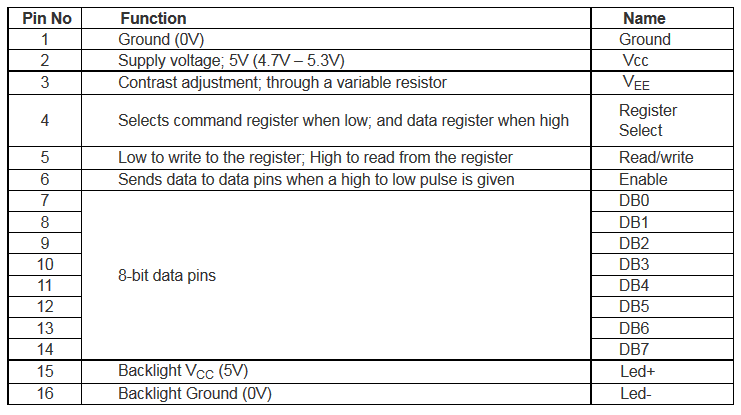 Pin No Function Name
1 Ground (0V) Ground
2 Supply voltage; 5V (4.7V – 5.3V) Vcc
3 Contrast adjustment; through a variable resistor VEE
4 Selects command register when low; and data register when high Register Select
5 Low to write to the register; High to read from the register Read/write
6 Sends data to data pins when a high to low pulse is given Enable
7 DB0
8 DB1
9 DB2
10 DB3
8-bit data pins
11 DB4
12 DB5
13 DB6
14 DB7
15 Backlight VCC (5V) Led+
16 Backlight Ground (0V) Led-